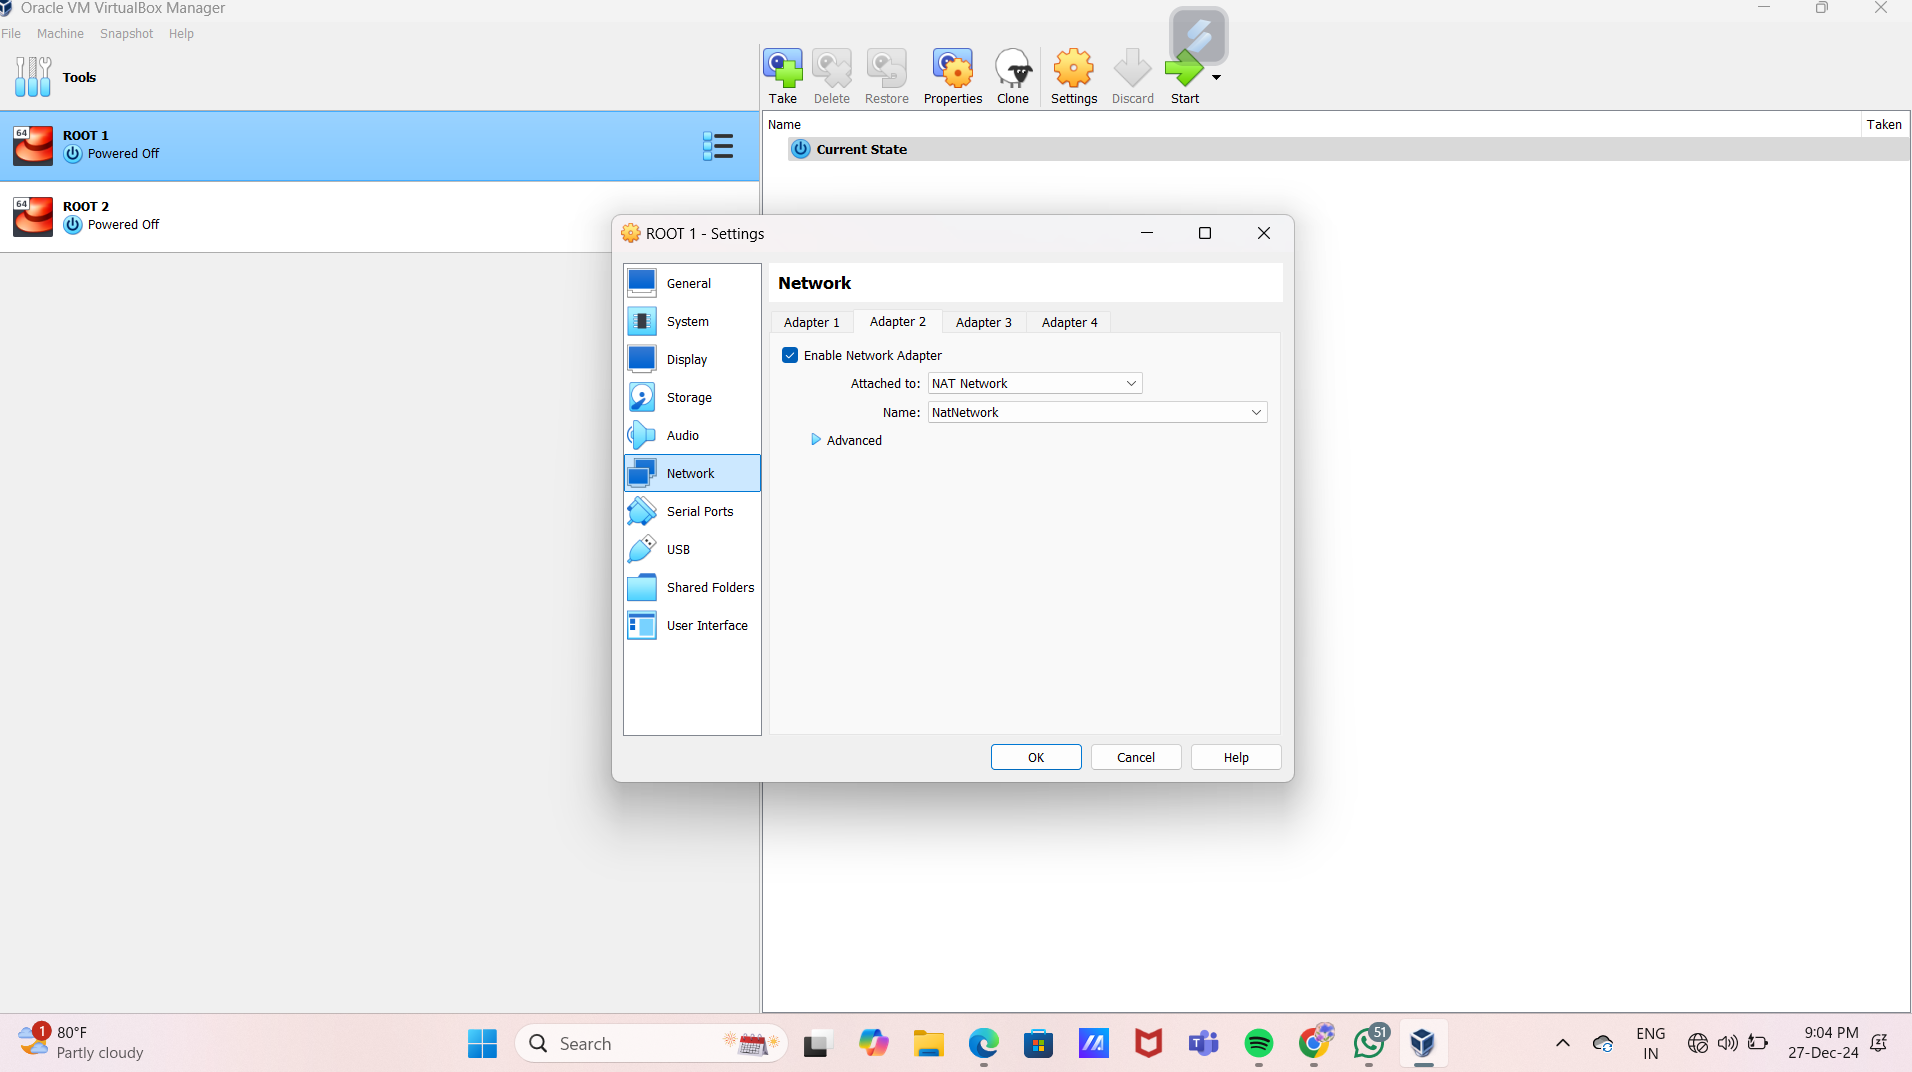 Oracle VM VirtualBox Manager
File Machine Snapshot Help
Tools
Take Delete Restore Properties Clone Settings Discard Start
Name Taken
Current State
64
ROOT 1
Powered Off
64
ROOT 2
Powered Off
ROOT 1 - Settings
General
System
Display
Storage
Audio
Network
Serial Ports
USB
Shared Folders
User Interface
Network
Adapter 1 Adapter 2 Adapter 3 Adapter 4
Enable Network Adapter
Attached to: NAT Network
Name: NatNetwork
Advanced
OK Cancel Help
1
80°F
Partly cloudy
Search
51
ENG
IN
9:04 PM
27-Dec-24